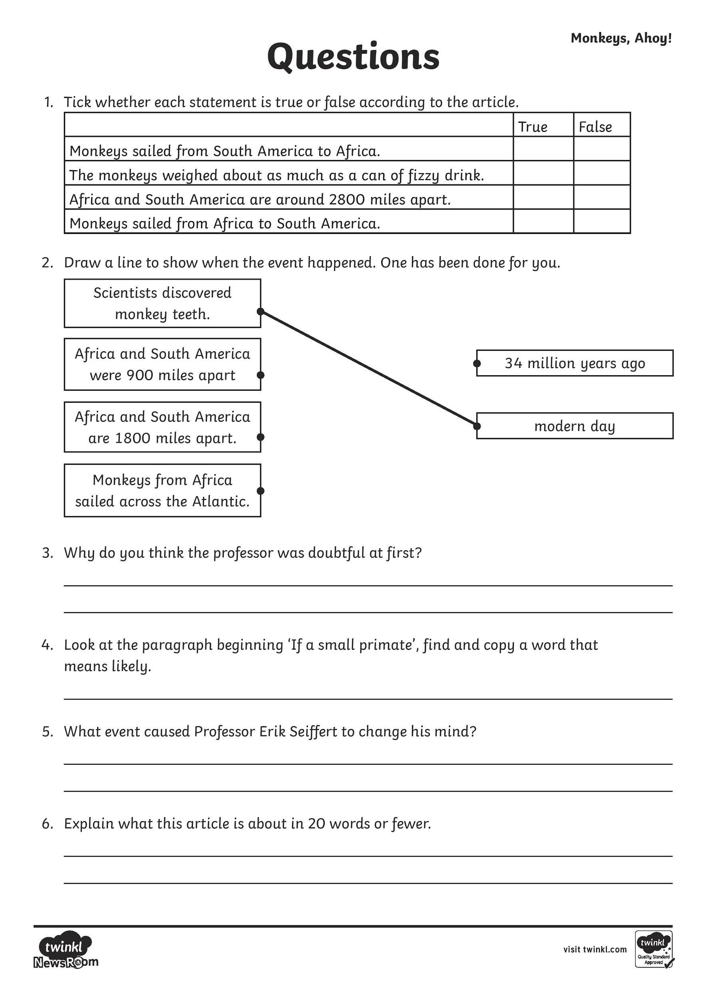 Monkeys, Ahoy!
Questions
1. Tick whether each statement is true or false according to the article.
True False
Monkeys sailed from South America to Africa.
The monkeys weighed about as much as a can of fizzy drink.
Africa and South America are around 2800 miles apart.
Monkeys sailed from Africa to South America.
2. Draw a line to show when the event happened. One has been done for you.
Scientists discovered
monkey teeth.
Africa and South America
were 900 miles apart
Africa and South America
are 1800 miles apart.
Monkeys from Africa
sailed across the Atlantic.
34 million years ago
modern day
3. Why do you think the professor was doubtful at first?
4. Look at the paragraph beginning ‘If a small primate’, find and copy a word that
means likely.
5. What event caused Professor Erik Seiffert to change his mind?
6. Explain what this article is about in 20 words or fewer.
twinkl
NewsRoom
visit twinkl.com
twinkl
Quality Standard
Approved